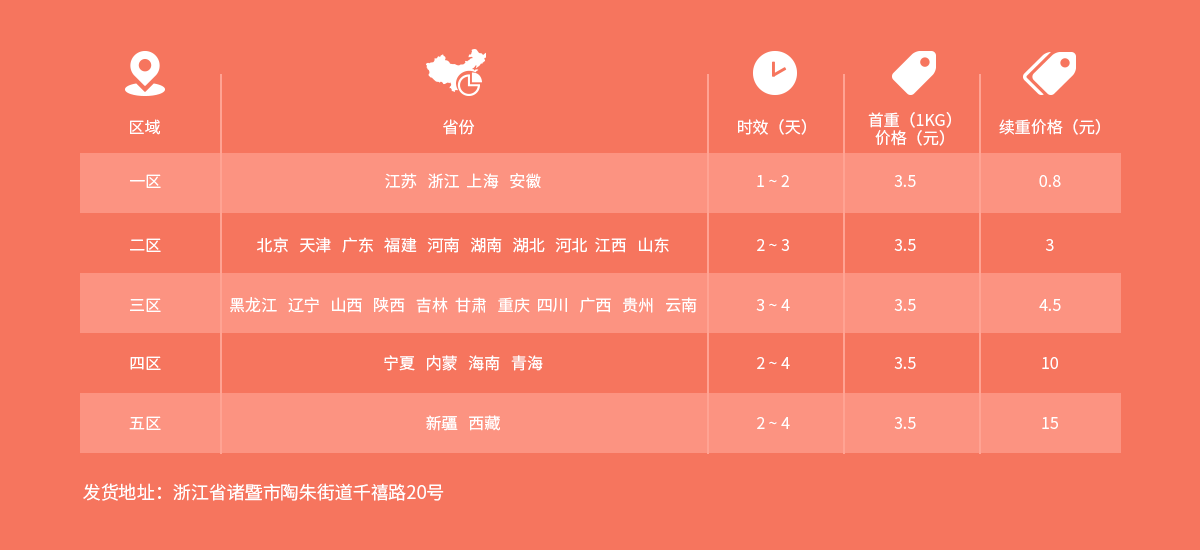 区域 省份 时效（天） 首重（1KG）价格（元） 续重价格（元）
一区 江苏 浙江 上海 安徽 1 ~ 2 3.5 0.8
二区 北京 天津 广东 福建 河南 湖南 湖北 河北 江西 山东 2 ~ 3 3.5 3
三区 黑龙江 辽宁 山西 陕西 吉林 甘肃 重庆 四川 广西 贵州 云南 3 ~ 4 3.5 4.5
四区 宁夏 内蒙 海南 青海 2 ~ 4 3.5 10
五区 新疆 西藏 2 ~ 4 3.5 15
发货地址：浙江省诸暨市陶朱街道千禧路20号